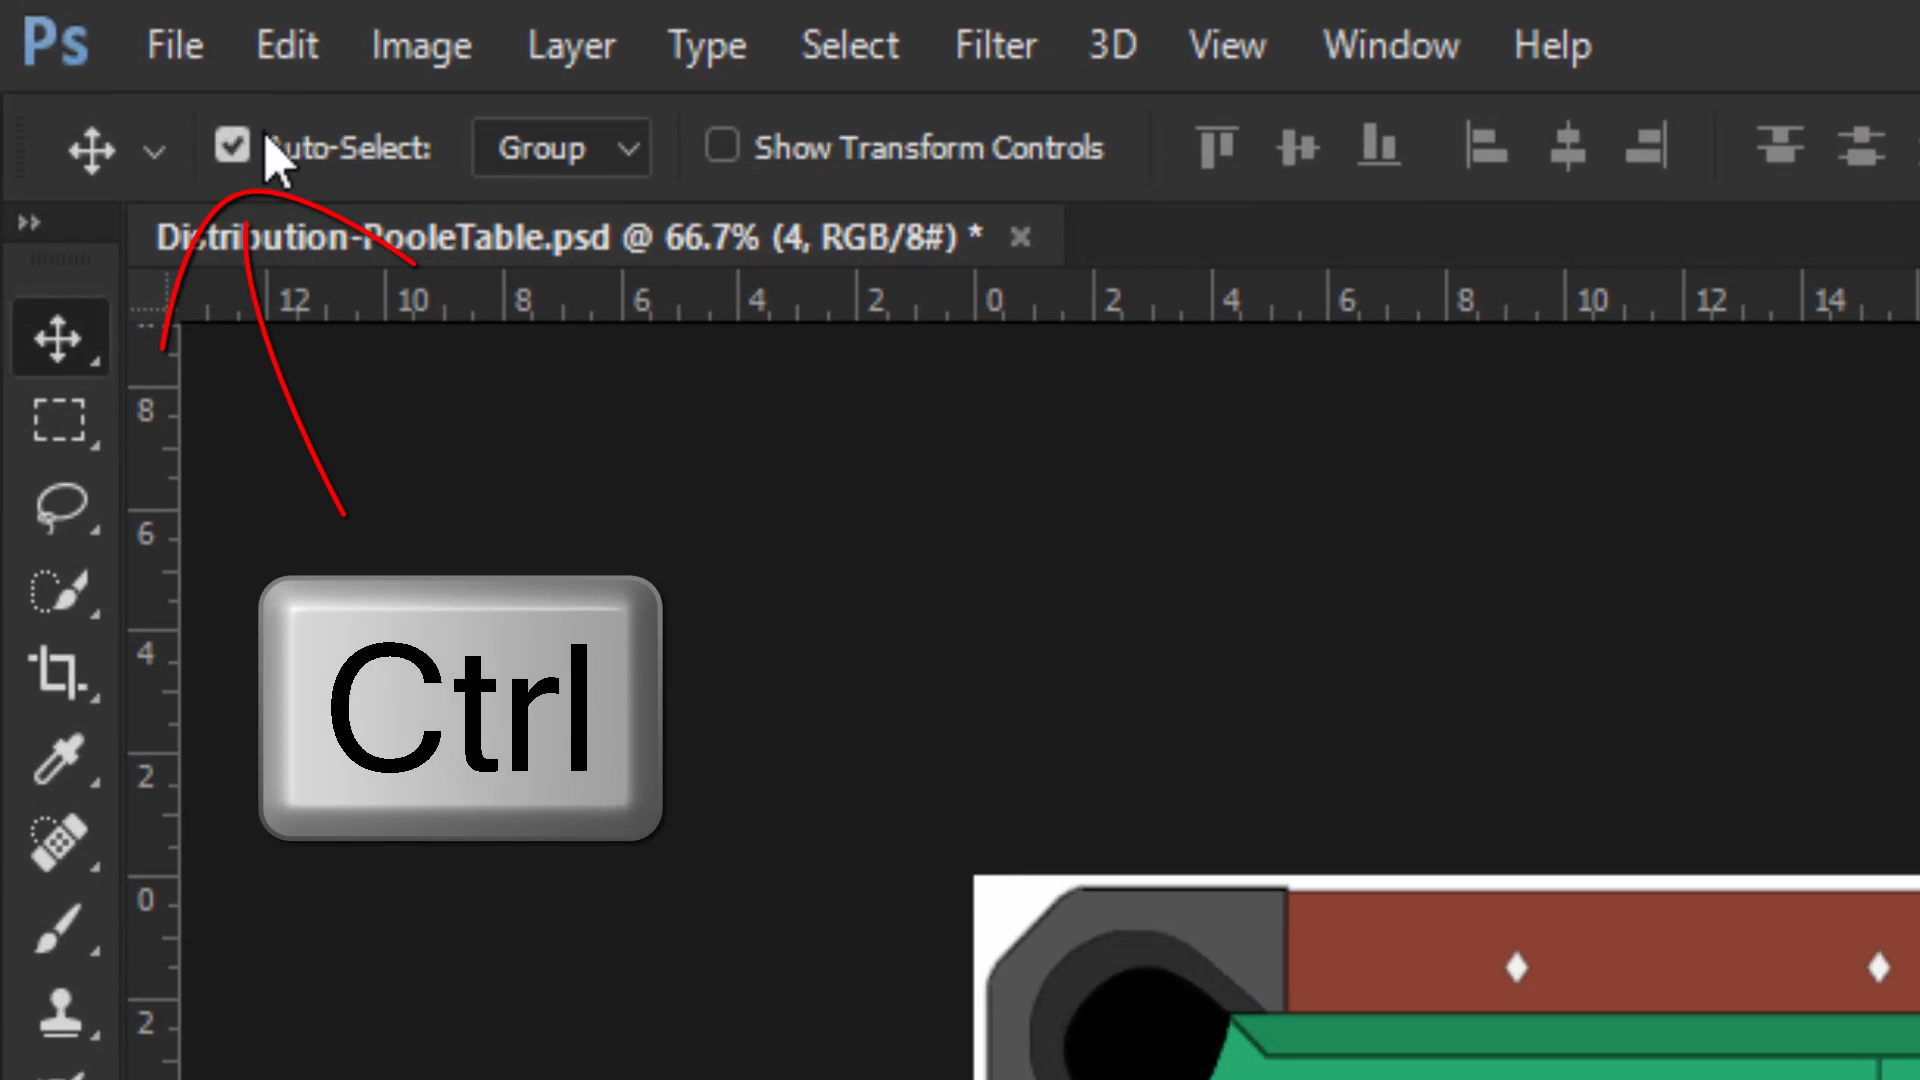 Ps File Edit Image Layer Type Select Filter 3D View Window Help
Auto-Select: Group Show Transform Controls
Distribution-PooleTable.psd @ 66.7% (4, RGB/8#) * ×
12 10 8 6 4 2 0 2 4 6 8 10 12 14
8
6
4
2
0
2
Ctrl